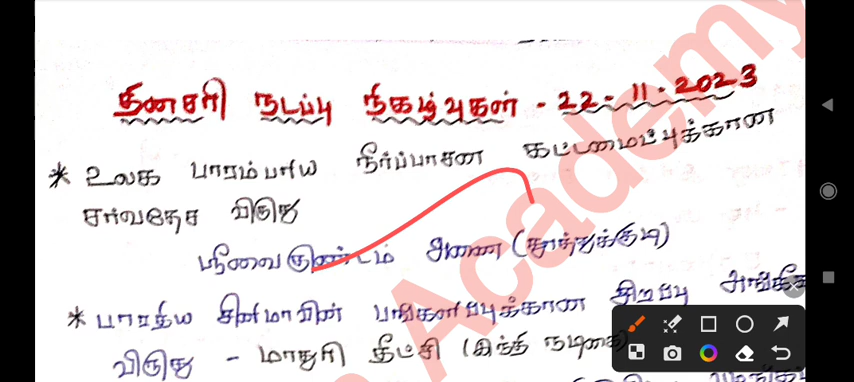 தினசரி நடப்பு நிகழ்வுகள் - 22-11-2023
* உலக பாரம்பரிய நீர்ப்பாசன கட்டமைப்புக்கான
சர்வதேச விருது
ஸ்ரீவைகுண்டம் அணை (தூத்துக்குடி)
* பாரதிய சினிமாவின் பங்களிப்புக்கான சிறப்பு
விருது - மாதுரி தீட்சி (இந்தி நடிகை)
Academy